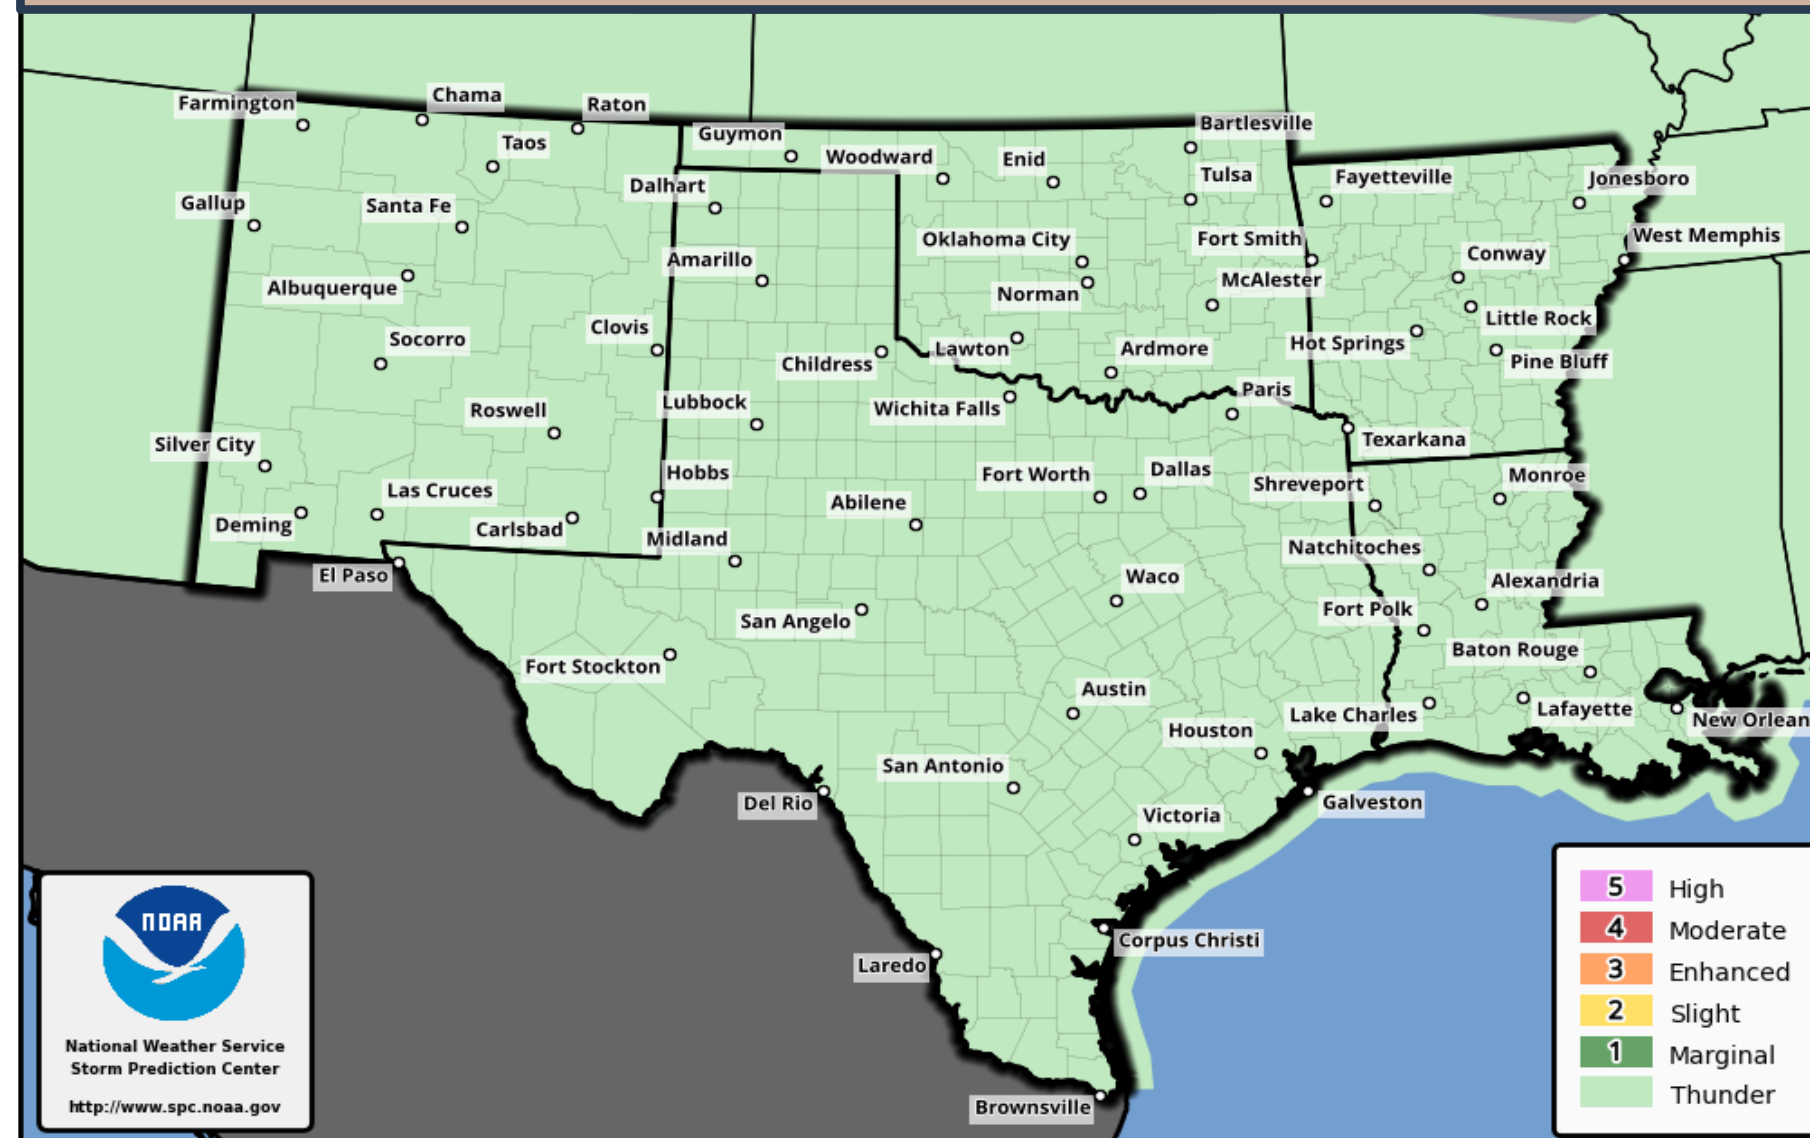 Farmington
Chama
Raton
Taos
Guymon
Woodward
Enid
Bartlesville
Tulsa
Fayetteville
Jonesboro
Gallup
Santa Fe
Dalhart
Oklahoma City
Fort Smith
Conway
West Memphis
Albuquerque
Amarillo
Norman
McAlester
Little Rock
Socorro
Clovis
Childress
Lawton
Ardmore
Hot Springs
Pine Bluff
Roswell
Lubbock
Wichita Falls
Paris
Texarkana
Silver City
Hobbs
Fort Worth
Dallas
Shreveport
Monroe
Las Cruces
Abilene
Deming
Carlsbad
Midland
Natchitoches
El Paso
Waco
Alexandria
San Angelo
Fort Polk
Fort Stockton
Baton Rouge
Austin
Lake Charles
Lafayette
New Orlean
Houston
San Antonio
Del Rio
Galveston
Victoria
Corpus Christi
Laredo
Brownsville
NOAA
National Weather Service
Storm Prediction Center
http://www.spc.noaa.gov
5 High
4 Moderate
3 Enhanced
2 Slight
1 Marginal
Thunder